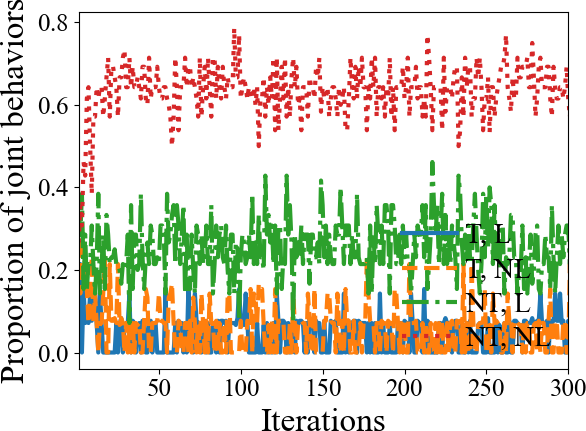 Proportion of joint behaviors
0.8
0.6
0.4
0.2
0.0
T, L
T, NL
NT, L
NT, NL
50
100
150
200
250
300
Iterations